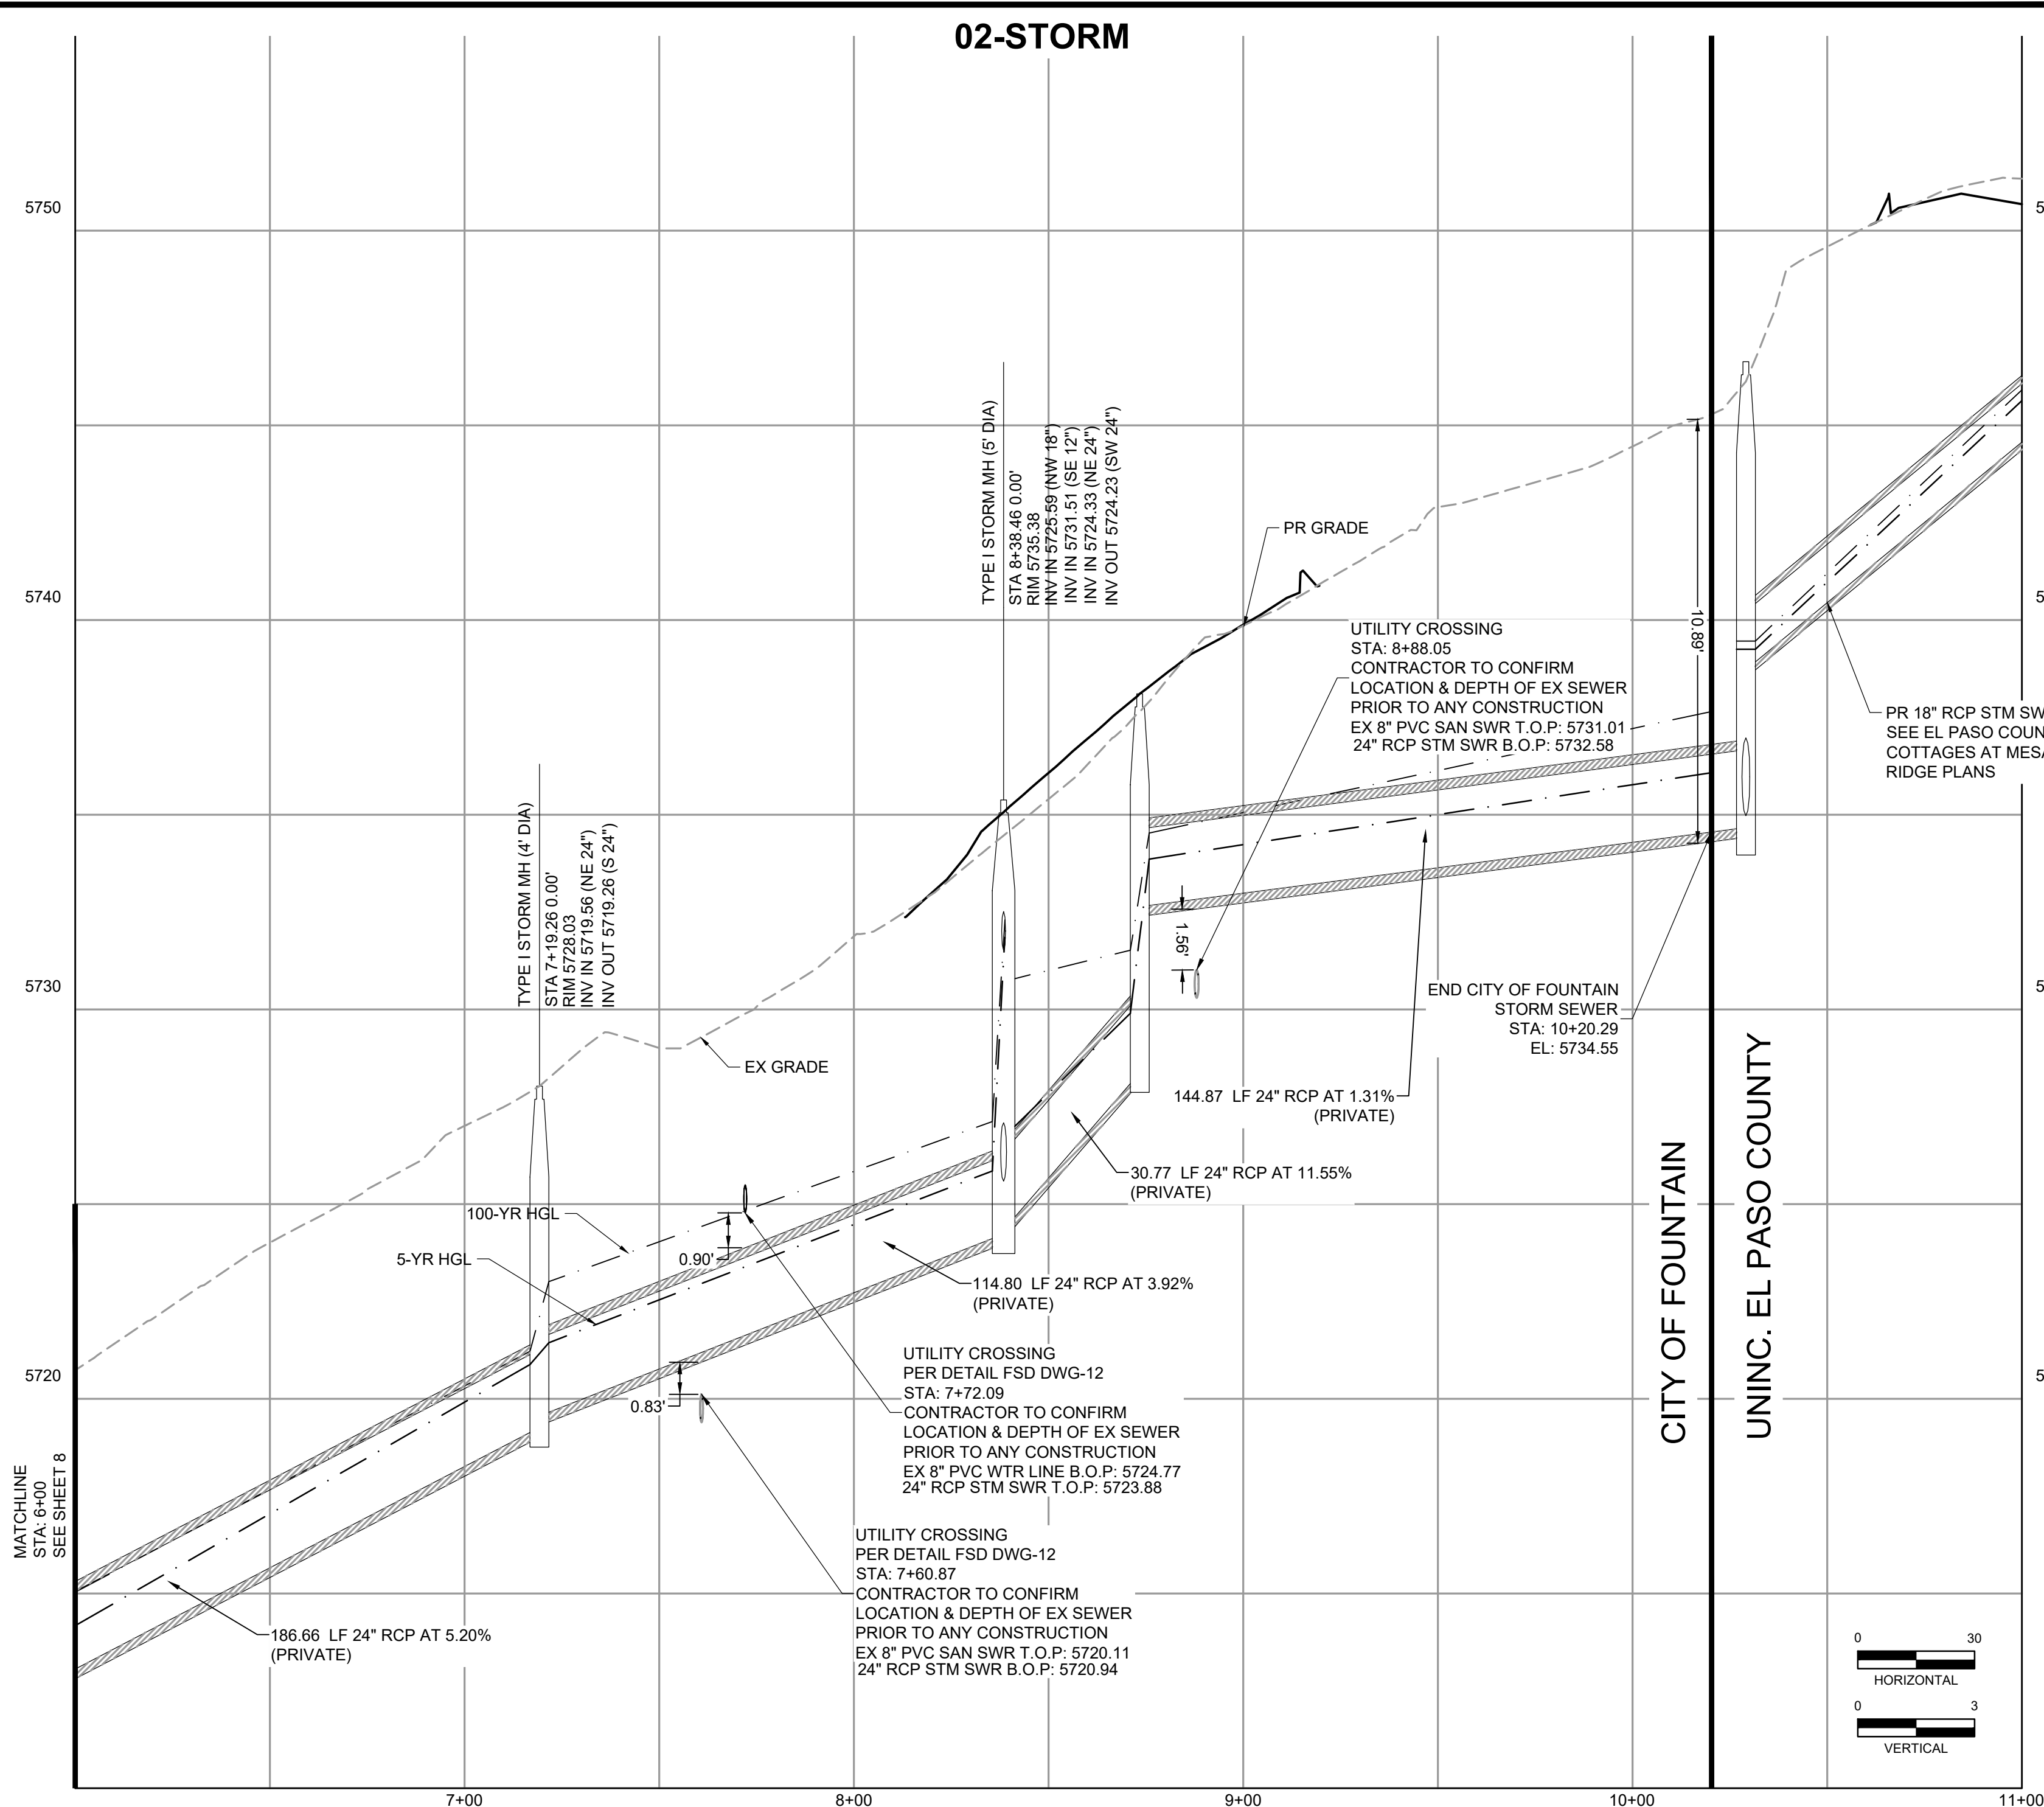 02-STORM
5750
5740
5730
5720
5
5
5
5
TYPE I STORM MH (4' DIA)
STA 7+19.26 0.00'
RIM 5728.03
INV IN 5719.56 (NE 24")
INV OUT 5719.26 (S 24")
TYPE I STORM MH (5' DIA)
STA 8+38.46 0.00'
RIM 5735.38
INV IN 5725.59 (NW 18")
INV IN 5731.51 (SE 12")
INV IN 5724.33 (NE 24")
INV OUT 5724.23 (SW 24")
PR GRADE
UTILITY CROSSING
STA: 8+88.05
CONTRACTOR TO CONFIRM
LOCATION & DEPTH OF EX SEWER
PRIOR TO ANY CONSTRUCTION
EX 8" PVC SAN SWR T.O.P: 5731.01
24" RCP STM SWR B.O.P: 5732.58
10.89'
PR 18" RCP STM SW
SEE EL PASO COUN
COTTAGES AT MESA
RIDGE PLANS
1.56'
END CITY OF FOUNTAIN
STORM SEWER
STA: 10+20.29
EL: 5734.55
EX GRADE
144.87 LF 24" RCP AT 1.31%
(PRIVATE)
30.77 LF 24" RCP AT 11.55%
(PRIVATE)
100-YR HGL
5-YR HGL
0.90'
114.80 LF 24" RCP AT 3.92%
(PRIVATE)
UTILITY CROSSING
PER DETAIL FSD DWG-12
STA: 7+72.09
CONTRACTOR TO CONFIRM
LOCATION & DEPTH OF EX SEWER
PRIOR TO ANY CONSTRUCTION
EX 8" PVC WTR LINE B.O.P: 5724.77
24" RCP STM SWR T.O.P: 5723.88
0.83'
UTILITY CROSSING
PER DETAIL FSD DWG-12
STA: 7+60.87
CONTRACTOR TO CONFIRM
LOCATION & DEPTH OF EX SEWER
PRIOR TO ANY CONSTRUCTION
EX 8" PVC SAN SWR T.O.P: 5720.11
24" RCP STM SWR B.O.P: 5720.94
CITY OF FOUNTAIN
UNINC. EL PASO COUNTY
MATCHLINE
STA: 6+00
SEE SHEET 8
186.66 LF 24" RCP AT 5.20%
(PRIVATE)
0 30
HORIZONTAL
0 3
VERTICAL
7+00
8+00
9+00
10+00
11+00